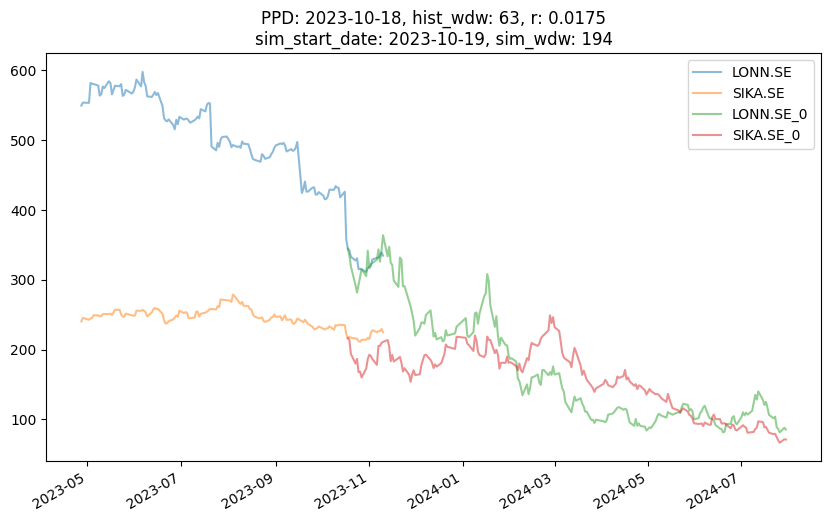 PPD: 2023-10-18, hist_wdw: 63, r: 0.0175
sim_start_date: 2023-10-19, sim_wdw: 194
LONN.SE
SIKA.SE
LONN.SE_0
SIKA.SE_0
600
500
400
300
200
100
2023-05
2023-07
2023-09
2023-11
2024-01
2024-03
2024-05
2024-07